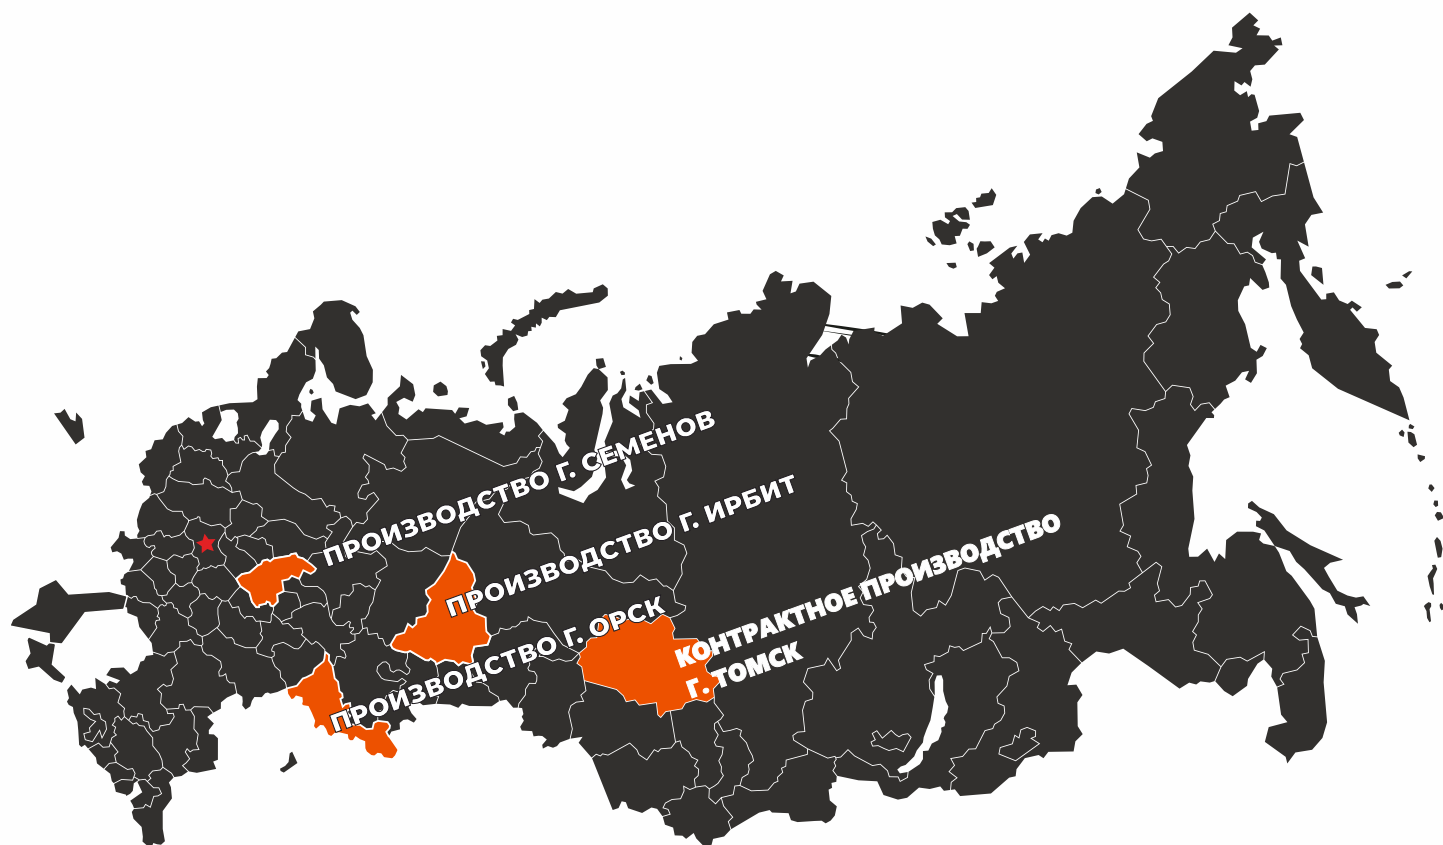 ПРОИЗВОДСТВО Г. СЕМЕНОВ
ПРОИЗВОДСТВО Г. ИРБИТ
ПРОИЗВОДСТВО Г. ОРСК
КОНТРАКТНОЕ ПРОИЗВОДСТВО
Г. ТОМСК